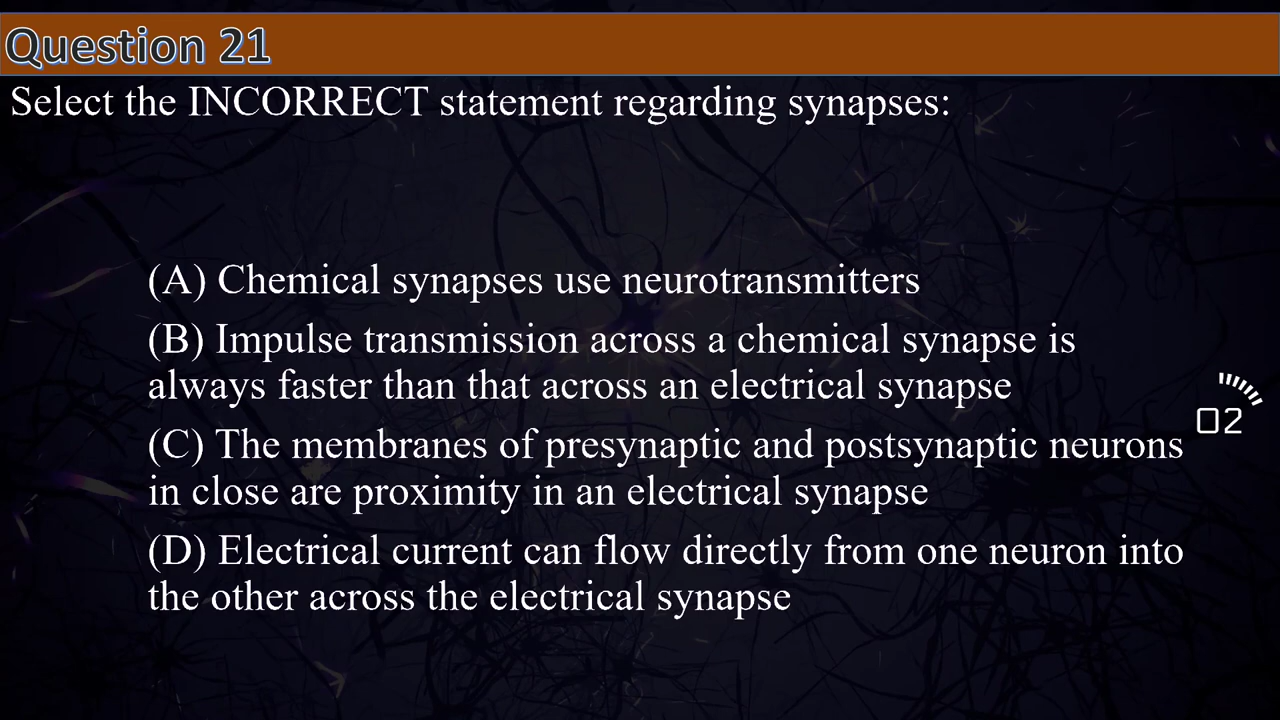 Question 21
Select the INCORRECT statement regarding synapses:
(A) Chemical synapses use neurotransmitters
(B) Impulse transmission across a chemical synapse is
always faster than that across an electrical synapse
(C) The membranes of presynaptic and postsynaptic neurons
in close are proximity in an electrical synapse
(D) Electrical current can flow directly from one neuron into
the other across the electrical synapse
02